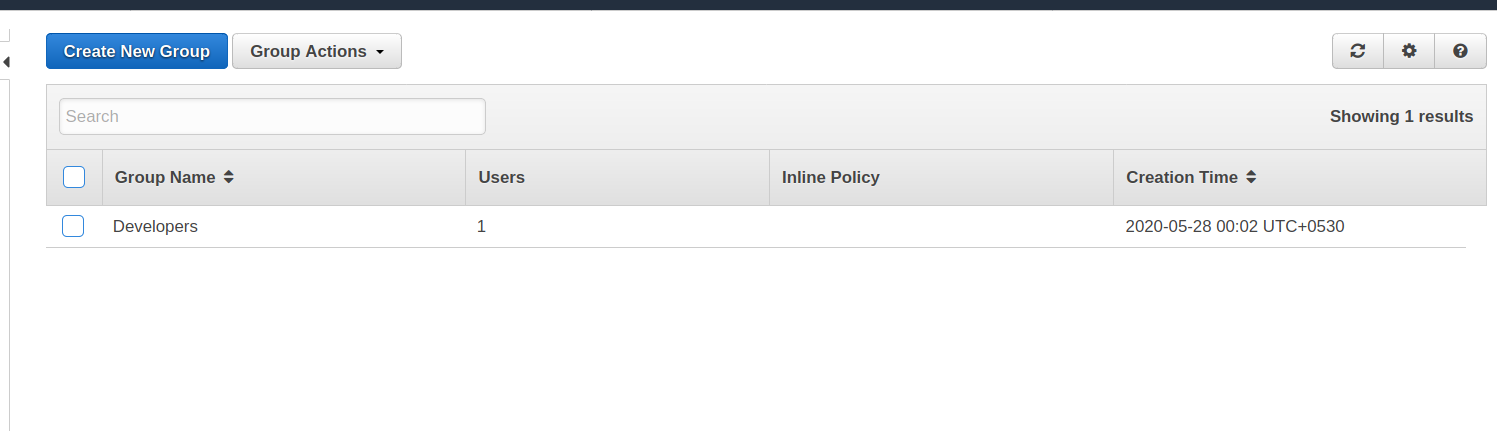 Create New Group Group Actions
Search Showing 1 results
Group Name Users Inline Policy Creation Time
Developers 1 2020-05-28 00:02 UTC+0530